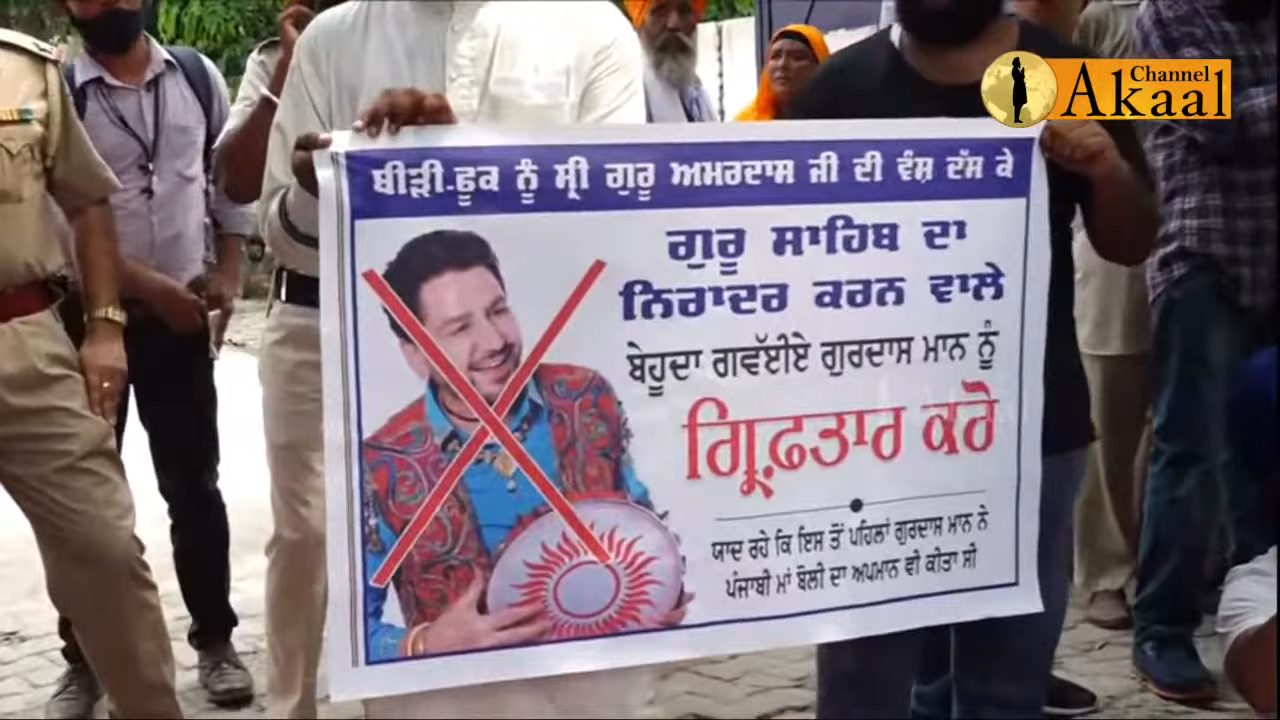 Channel
Akaal
ਬੀੜੀ-ਫੂਕ ਨੂੰ ਸ੍ਰੀ ਗੁਰੂ ਅਮਰਦਾਸ ਜੀ ਦੀ ਵੰਸ਼ ਦੱਸ ਕੇ
ਗੁਰੂ ਸਾਹਿਬ ਦਾ
ਨਿਰਾਦਰ ਕਰਨ ਵਾਲੇ
ਬੇਹੂਦਾ ਗਵੱਈਏ ਗੁਰਦਾਸ ਮਾਨ ਨੂੰ
ਗ੍ਰਿਫ਼ਤਾਰ ਕਰੋ
ਯਾਦ ਰਹੇ ਕਿ ਇਸ ਤੋਂ ਪਹਿਲਾਂ ਗੁਰਦਾਸ ਮਾਨ ਨੇ
ਪੰਜਾਬੀ ਮਾਂ ਬੋਲੀ ਦਾ ਅਪਮਾਨ ਵੀ ਕੀਤਾ ਸੀ